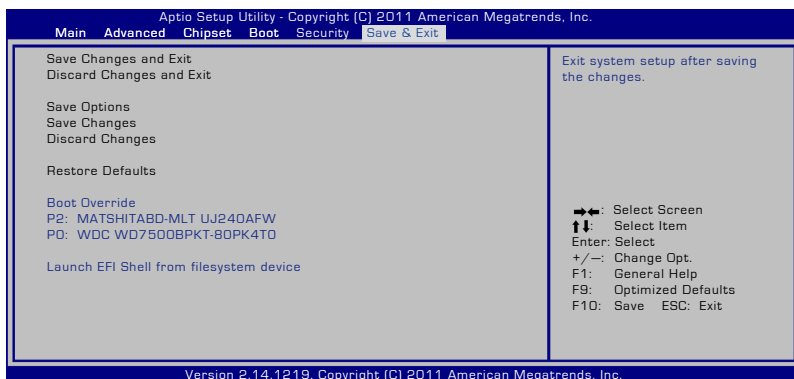 Aptio Setup Utility - Copyright (C) 2011 American Megatrends, Inc.
Main Advanced Chipset Boot Security Save & Exit
Save Changes and Exit
Discard Changes and Exit
Save Options
Save Changes
Discard Changes
Restore Defaults
Boot Override
P2: MATSHITABD-MLT UJ240AFW
P0: WDC WD7500BPKT-80PK4T0
Launch EFI Shell from filesystem device
Exit system setup after saving
the changes.
→←: Select Screen
↑↓: Select Item
Enter: Select
+/—: Change Opt.
F1: General Help
F9: Optimized Defaults
F10: Save ESC: Exit
Version 2.14.1219. Copyright (C) 2011 American Megatrends, Inc.